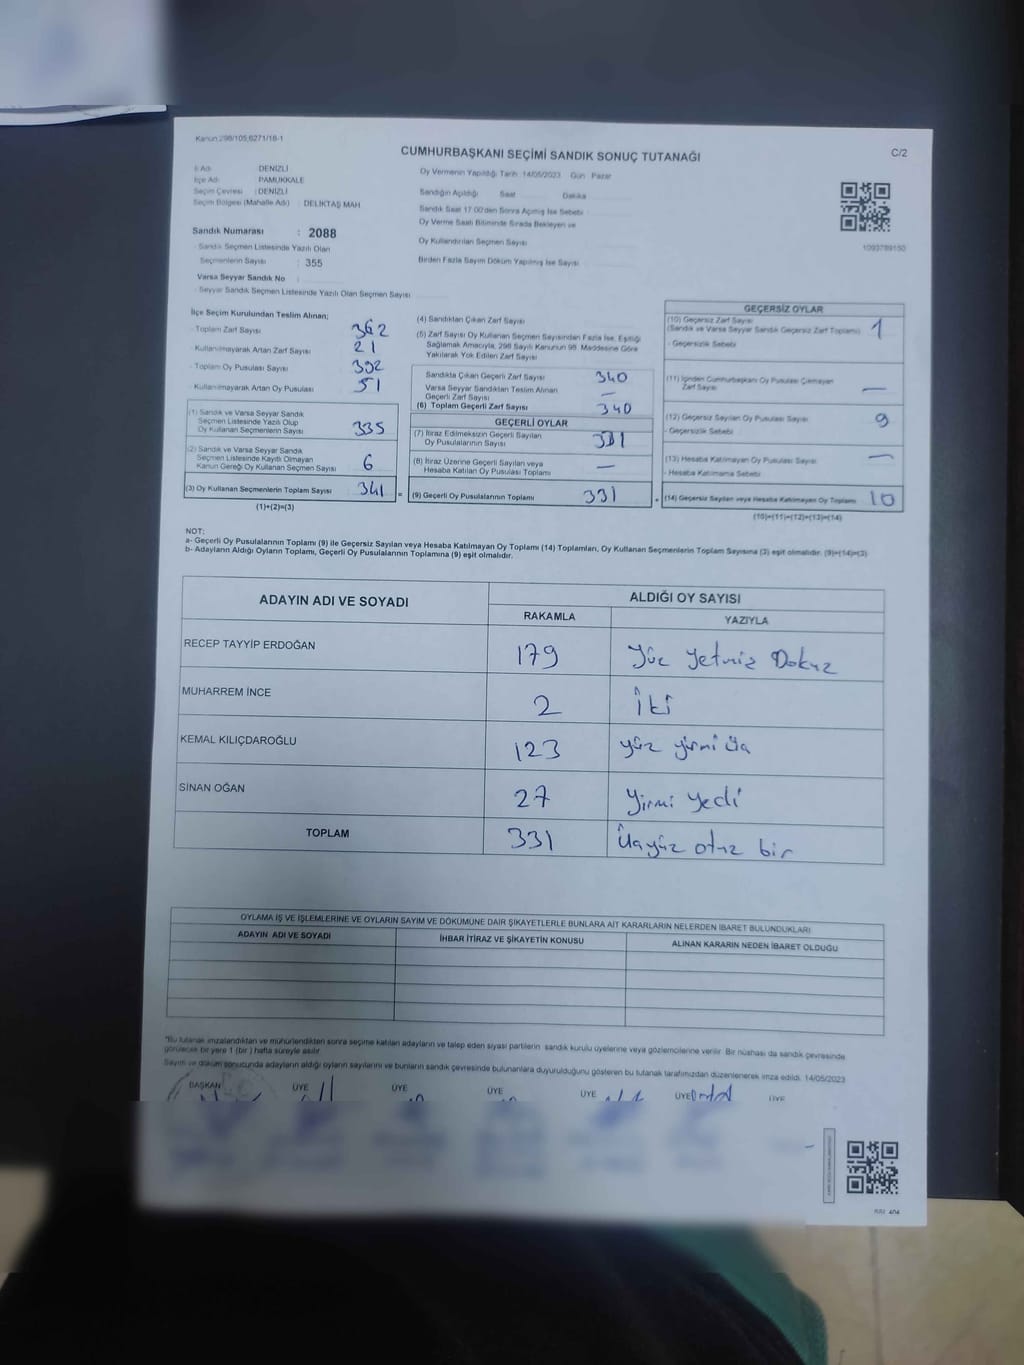 Kanun:298/105;6271/18-1
CUMHURBAŞKANI SEÇİMİ SANDIK SONUÇ TUTANAĞI
C/2
İl Adı DENİZLİ
İlçe Adı PAMUKKALE
Seçim Çevresi : DENİZLİ
Seçim Bölgesi (Mahalle Adı) : DELİKTAŞ MAH
Oy Vermenin Yapıldığı Tarih :14/05/2023 Gün Pazar
Sandığın Açıldığı Saat Dakika
Sandık Saat 17:00'den Sonra Açılmış İse Sebebi
Oy Verme Saati Bitiminde Sırada Bekleyen ve
Oy Kullandırılan Seçmen Sayısı
Birden Fazla Sayım Döküm Yapılmış İse Sayısı
1093789150
Sandık Numarası : 2088
Sandık Seçmen Listesinde Yazılı Olan
Seçmenlerin Sayısı : 355
Varsa Seyyar Sandık No :
- Seyyar Sandık Seçmen Listesinde Yazılı Olan Seçmen Sayısı
İlçe Seçim Kurulundan Teslim Alınan;
- Toplam Zarf Sayısı 362
- Kullanılmayarak Artan Zarf Sayısı 21
- Toplam Oy Pusulası Sayısı 392
- Kullanılmayarak Artan Oy Pusulası 51
(1) Sandık ve Varsa Seyyar Sandık
Seçmen Listesinde Yazılı Olup
Oy Kullanan Seçmenlerin Sayısı 335
(2) Sandık ve Varsa Seyyar Sandık
Seçmen Listesinde Kayıtlı Olmayan
Kanun Gereği Oy Kullanan Seçmen Sayısı 6
(3) Oy Kullanan Seçmenlerin Toplam Sayısı 341
(1)+(2)=(3)
(4) Sandıktan Çıkan Zarf Sayısı
(5) Zarf Sayısı Oy Kullanan Seçmen Sayısından Fazla İse, Eşitliği
Sağlamak Amacıyla, 298 Sayılı Kanunun 98. Maddesine Göre
Yakılarak Yok Edilen Zarf Sayısı
Sandıkta Çıkan Geçerli Zarf Sayısı 340
Varsa Seyyar Sandıktan Teslim Alınan
Geçerli Zarf Sayısı —
(6) Toplam Geçerli Zarf Sayısı 340
GEÇERLİ OYLAR
(7) İtiraz Edilmeksizin Geçerli Sayılan
Oy Pusulalarının Sayısı 331
(8) İtiraz Üzerine Geçerli Sayılan veya
Hesaba Katılan Oy Pusulası Toplamı —
= (9) Geçerli Oy Pusulalarının Toplamı 331
GEÇERSİZ OYLAR
(10) Geçersiz Zarf Sayısı
(Sandık ve Varsa Seyyar Sandık Geçersiz Zarf Toplamı) 1
- Geçersizlik Sebebi
(11) İçinden Cumhurbaşkanı Oy Pusulası Çıkmayan
Zarf Sayısı —
(12) Geçersiz Sayılan Oy Pusulası Sayısı 9
- Geçersizlik Sebebi
(13) Hesaba Katılmayan Oy Pusulası Sayısı —
- Hesaba Katılmama Sebebi
+ (14) Geçersiz Sayılan veya Hesaba Katılmayan Oy Toplamı 10
(10)+(11)+(12)+(13)=(14)
NOT:
a- Geçerli Oy Pusulalarının Toplamı (9) ile Geçersiz Sayılan veya Hesaba Katılmayan Oy Toplamı (14) Toplamları, Oy Kullanan Seçmenlerin Toplam Sayısına (3) eşit olmalıdır. (9)+(14)=(3)
b- Adayların Aldığı Oyların Toplamı, Geçerli Oy Pusulalarının Toplamına (9) eşit olmalıdır.
ADAYIN ADI VE SOYADI ALDIĞI OY SAYISI
RAKAMLA YAZIYLA
RECEP TAYYİP ERDOĞAN 179 Yüz Yetmiz Dokuz
MUHARREM İNCE 2 İki
KEMAL KILIÇDAROĞLU 123 yüz yirmi üç
SİNAN OĞAN 27 Yirmi Yedi
TOPLAM 331 Üçyüz otuz bir
OYLAMA İŞ VE İŞLEMLERİNE VE OYLARIN SAYIM VE DÖKÜMÜNE DAİR ŞİKAYETLERLE BUNLARA AİT KARARLARIN NELERDEN İBARET BULUNDUKLARI
ADAYIN ADI VE SOYADI İHBAR İTİRAZ VE ŞİKAYETİN KONUSU ALINAN KARARIN NEDEN İBARET OLDUĞU
*Bu tutanak imzalandıktan ve mühürlendikten sonra seçime katılan adayların ve talep eden siyasi partilerin sandık kurulu üyelerine veya gözlemcilerine verilir. Bir nüshası da sandık çevresinde
görülecek bir yere 1 (bir) hafta süreyle asılır.
Sayım ve döküm sonucunda adayların aldığı oyların sayılarını ve bunların sandık çevresinde bulunanlara duyurulduğunu gösteren bu tutanak tarafımızdan düzenlenerek imza edildi. 14/05/2023
BAŞKAN ÜYE ÜYE ÜYE ÜYE ÜYE ÜYE